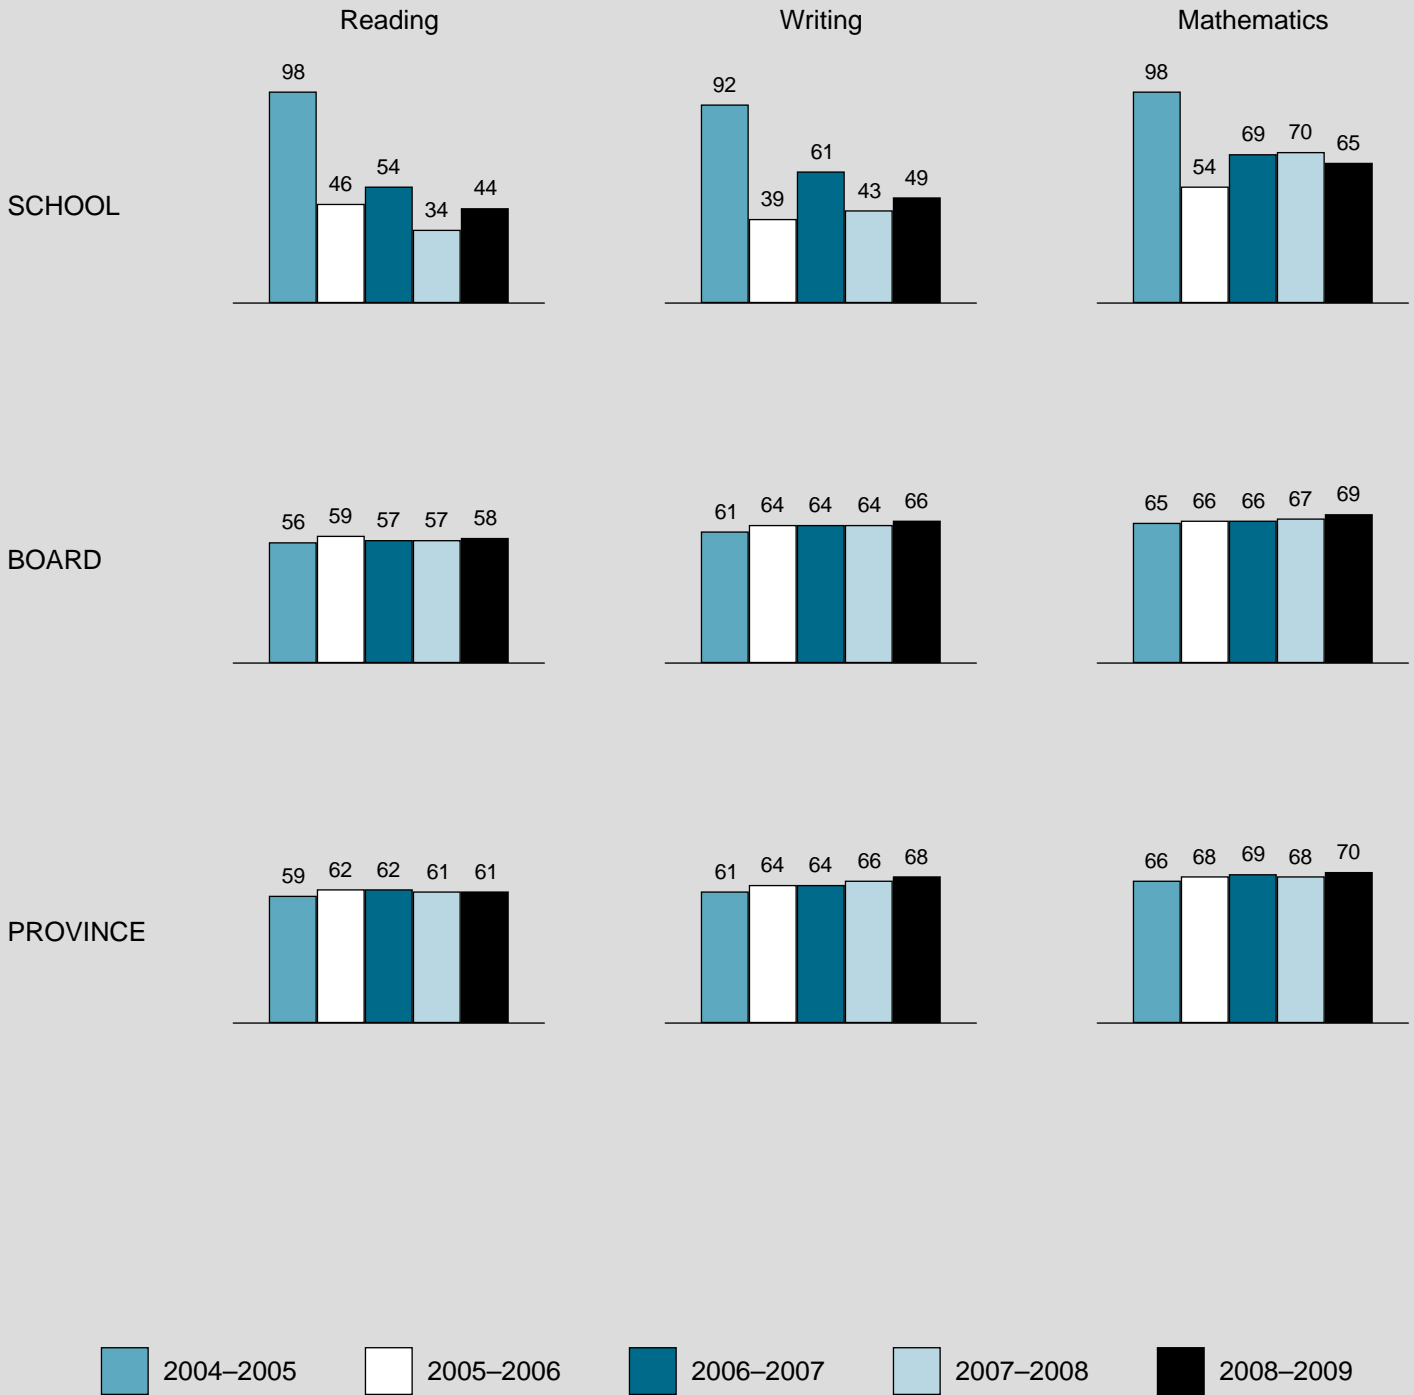 Reading Writing Mathematics
SCHOOL
98 46 54 34 44
92 39 61 43 49
98 54 69 70 65
BOARD
56 59 57 57 58
61 64 64 64 66
65 66 66 67 69
PROVINCE
59 62 62 61 61
61 64 64 66 68
66 68 69 68 70
2004–2005 2005–2006 2006–2007 2007–2008 2008–2009